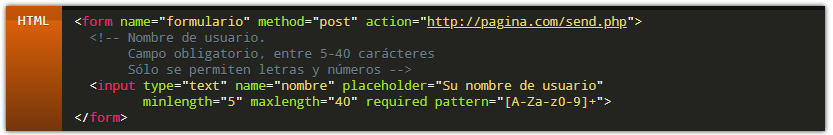 HTML
<form name="formulario" method="post" action="http://pagina.com/send.php">
<!-- Nombre de usuario.
Campo obligatorio, entre 5-40 carácteres
Sólo se permiten letras y números -->
<input type="text" name="nombre" placeholder="Su nombre de usuario"
minlength="5" maxlength="40" required pattern="[A-Za-z0-9]+">
</form>